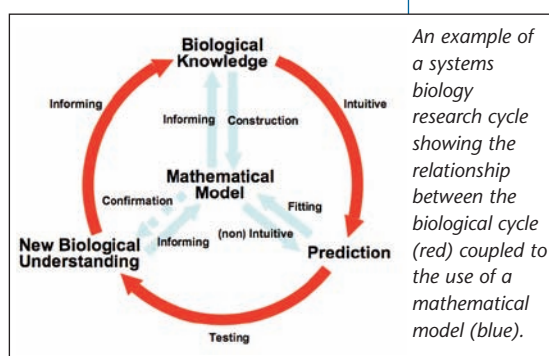 Biological
Knowledge
Informing
Intuitive
Informing
Construction
Mathematical
Model
Confirmation
Fitting
New Biological
Understanding
Informing
(non) Intuitive
Prediction
Testing
An example of
a systems
biology
research cycle
showing the
relationship
between the
biological cycle
(red) coupled to
the use of a
mathematical
model (blue).